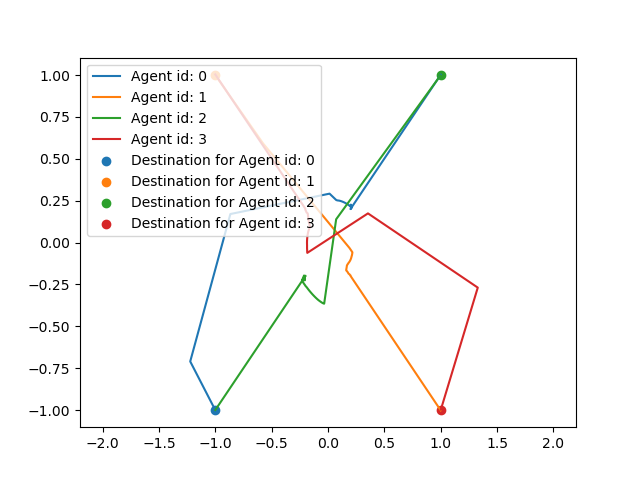 1.00
0.75
0.50
0.25
0.00
−0.25
−0.50
−0.75
−1.00
Agent id: 0
Agent id: 1
Agent id: 2
Agent id: 3
Destination for Agent id: 0
Destination for Agent id: 1
Destination for Agent id: 2
Destination for Agent id: 3
−2.0 −1.5 −1.0 −0.5 0.0 0.5 1.0 1.5 2.0